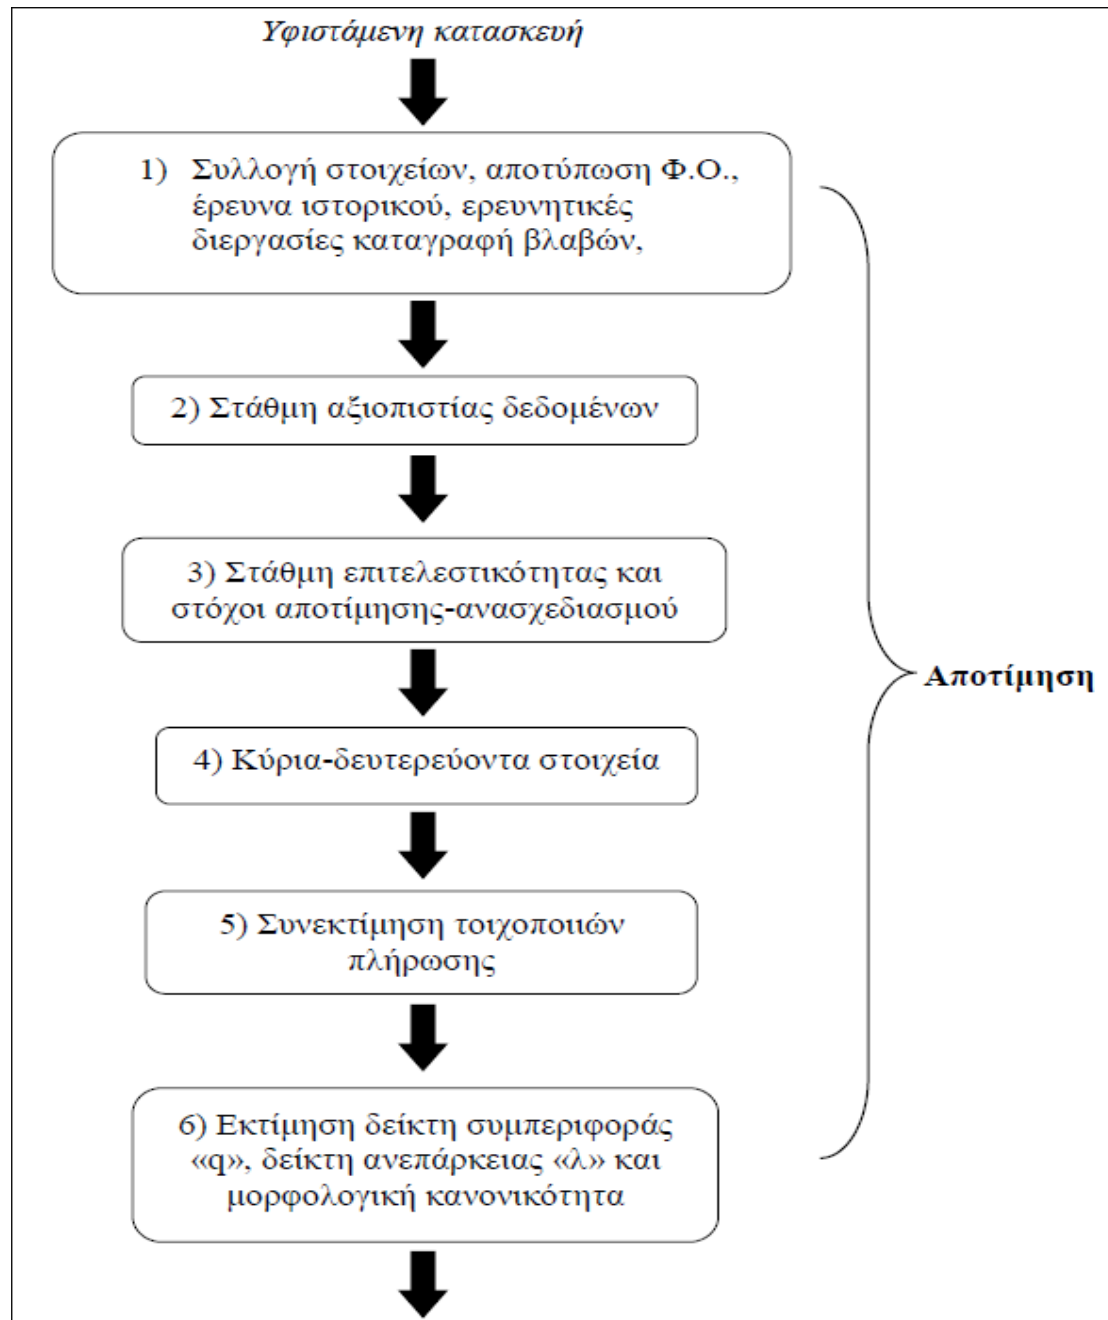 Υφιστάμενη κατασκευή
1) Συλλογή στοιχείων, αποτύπωση Φ.Ο.,
έρευνα ιστορικού, ερευνητικές
διεργασίες καταγραφή βλαβών,
2) Στάθμη αξιοπιστίας δεδομένων
3) Στάθμη επιτελεστικότητας και
στόχοι αποτίμησης-ανασχεδιασμού
Αποτίμηση
4) Κύρια-δευτερεύοντα στοιχεία
5) Συνεκτίμηση τοιχοποιιών
πλήρωσης
6) Εκτίμηση δείκτη συμπεριφοράς
«q», δείκτη ανεπάρκειας «λ» και
μορφολογική κανονικότητα